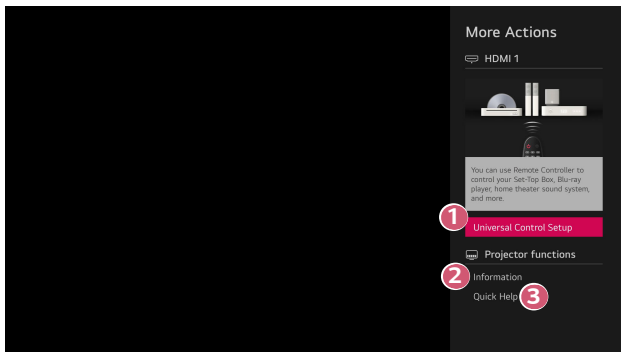 More Actions
HDMI 1
You can use Remote Controller to
control your Set-Top Box, Blu-ray
player, home theater sound system,
and more.
1
Universal Control Setup
Projector functions
2
Information
Quick Help
3